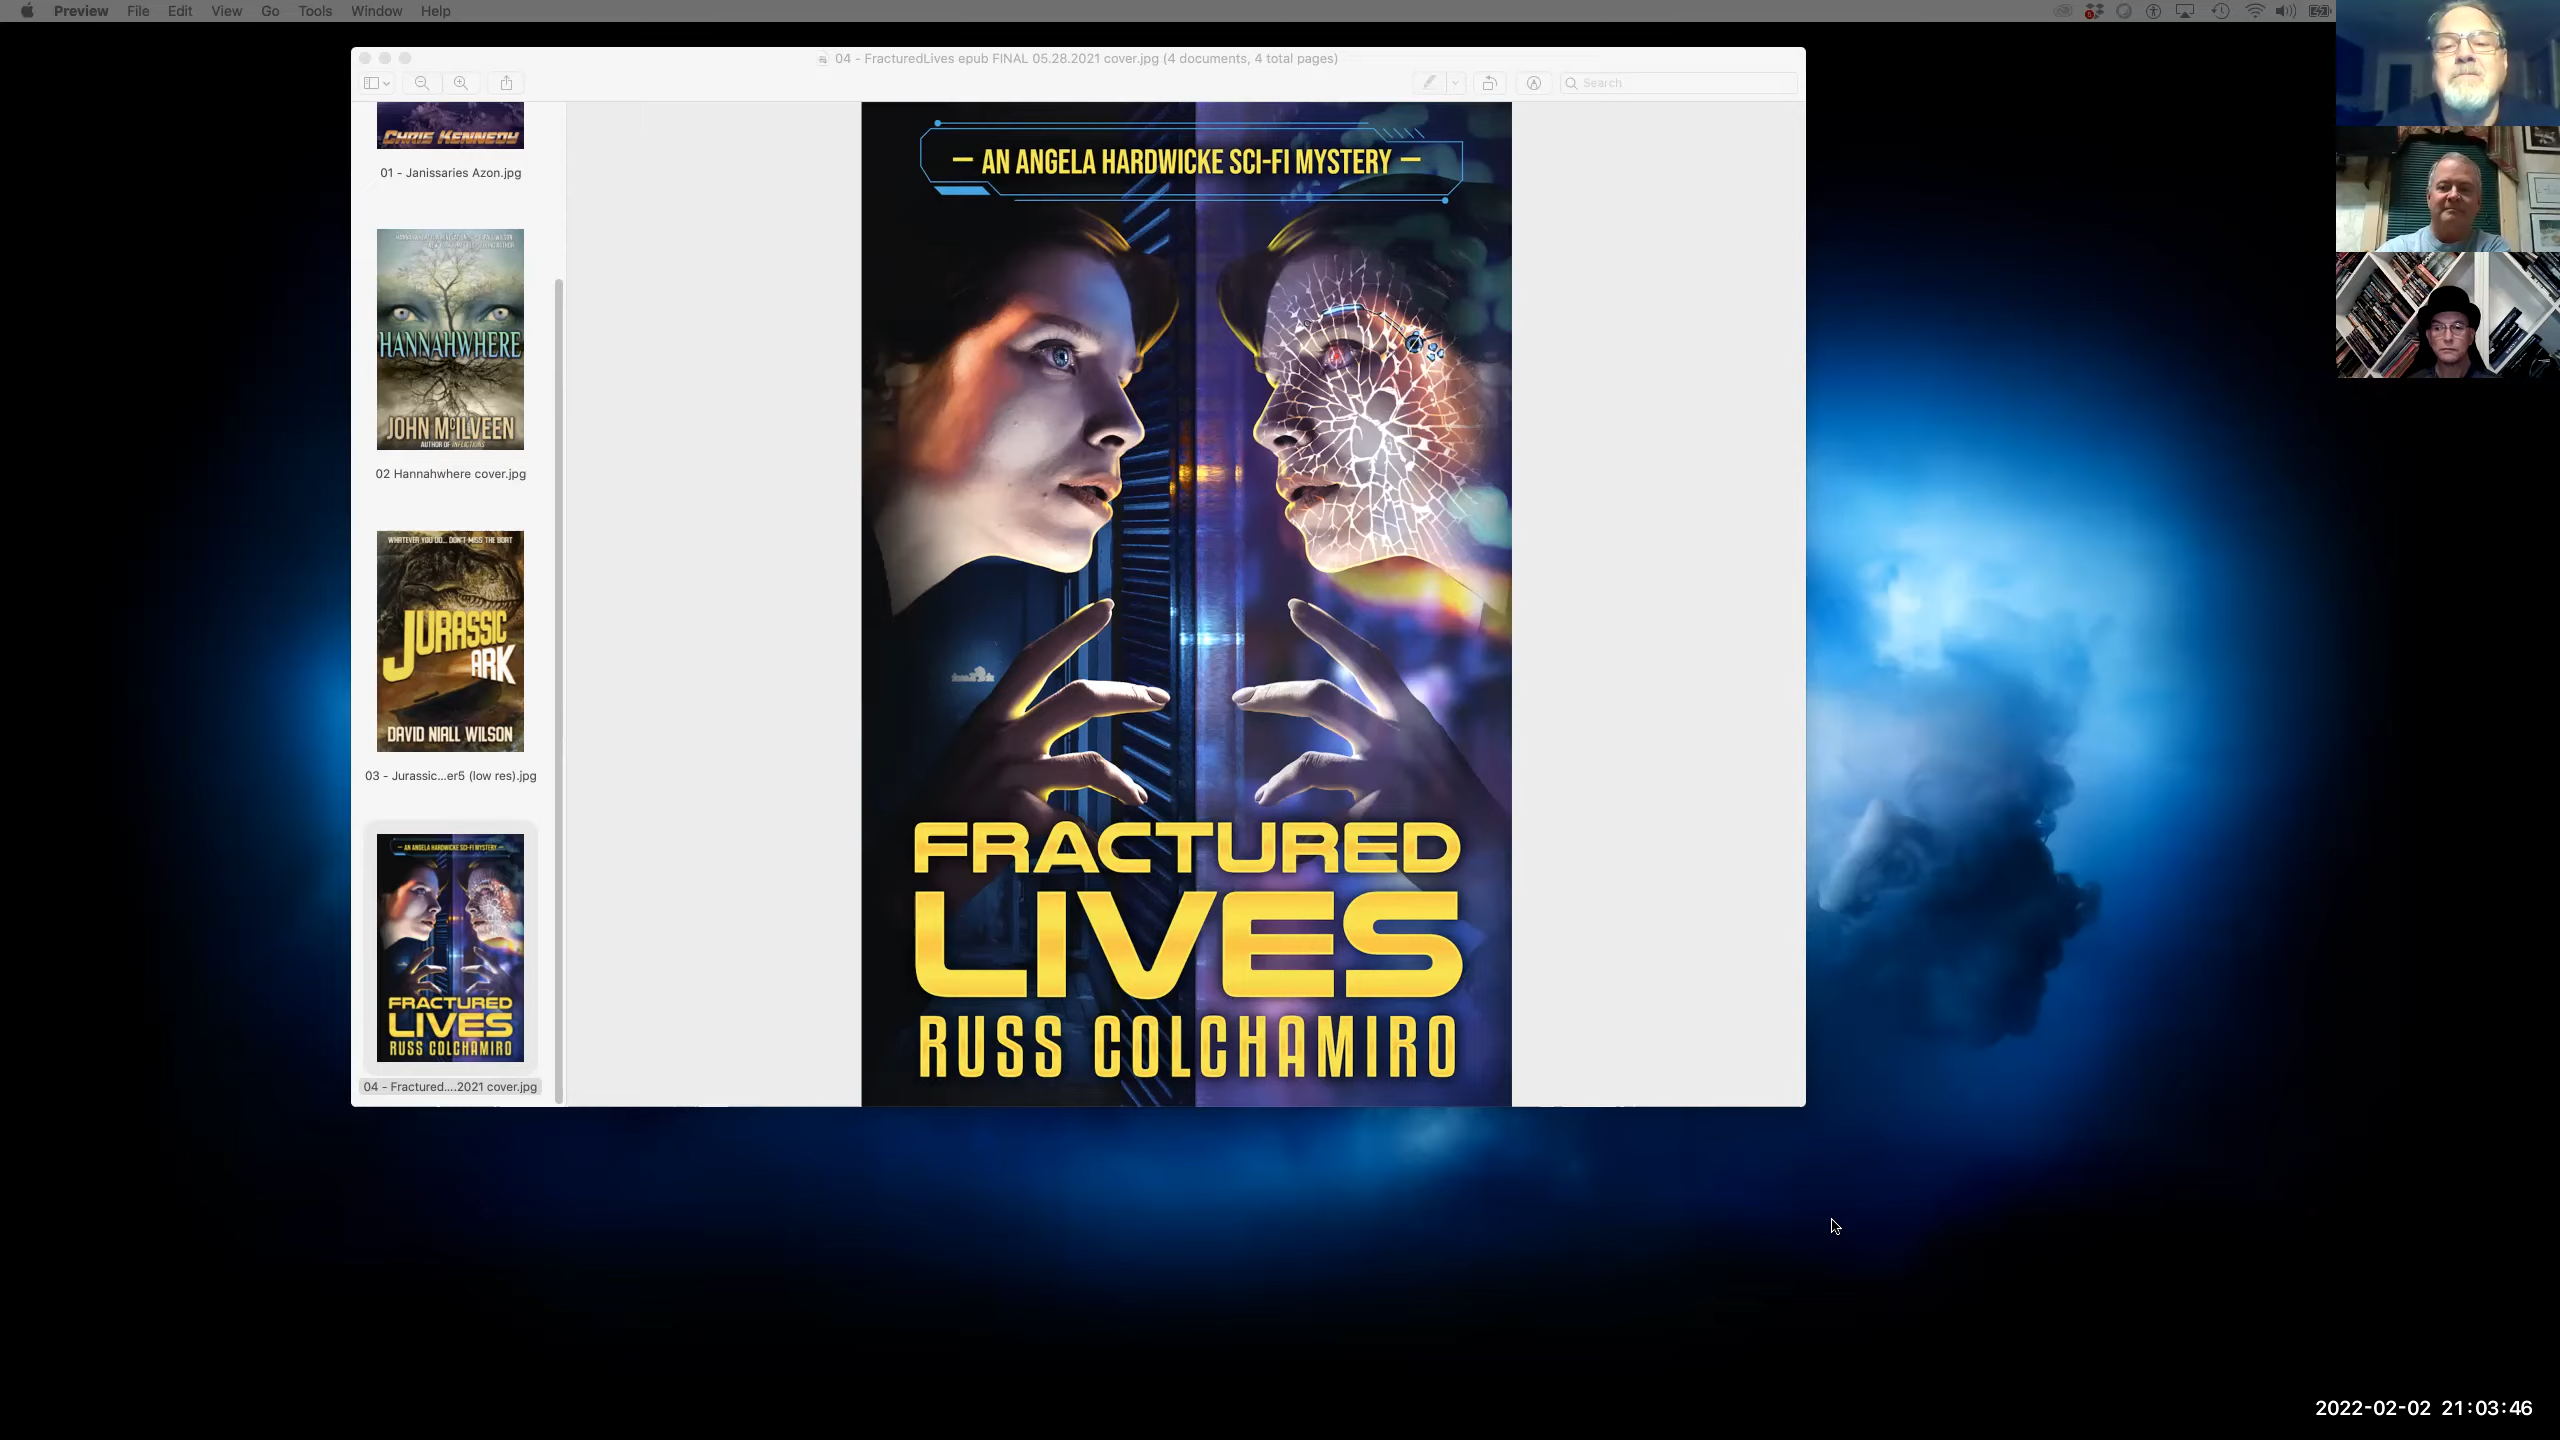 Preview File Edit View Go Tools Window Help
04 - FracturedLives epub FINAL 05.28.2021 cover.jpg (4 documents, 4 total pages)
Search
CHRIS KENNEDY
01 - Janissaries Azon.jpg
HANNAHWHERE
JOHN McILVEEN
AUTHOR OF INFLICTIONS
02 Hannahwhere cover.jpg
WHATEVER YOU DO... DON'T MISS THE BOAT
JURASSIC
ARK
DAVID NIALL WILSON
03 - Jurassic...er5 (low res).jpg
— AN ANGELA HARDWICKE SCI-FI MYSTERY —
FRACTURED
LIVES
RUSS COLCHAMIRO
04 - Fractured....2021 cover.jpg
— AN ANGELA HARDWICKE SCI-FI MYSTERY —
FRACTURED
LIVES
RUSS COLCHAMIRO
2022-02-02 21:03:46